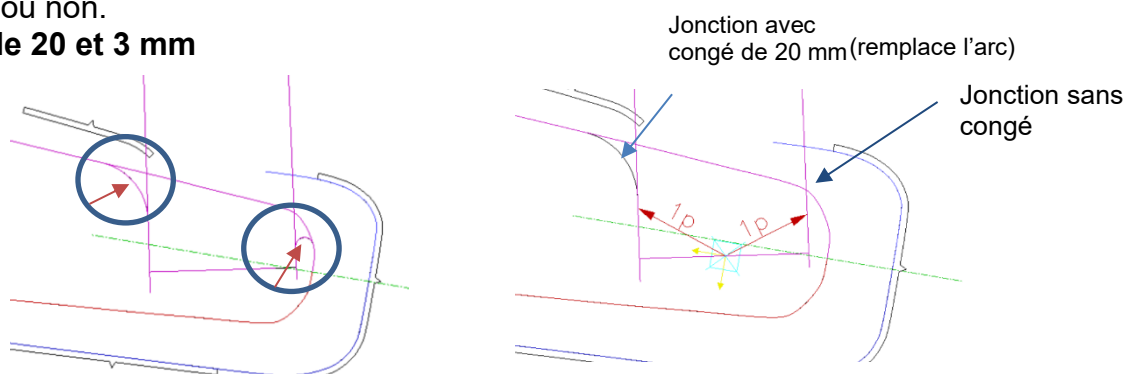 ou non.
de 20 et 3 mm
Jonction avec
congé de 20 mm (remplace l’arc)
Jonction sans
congé
1p 1p